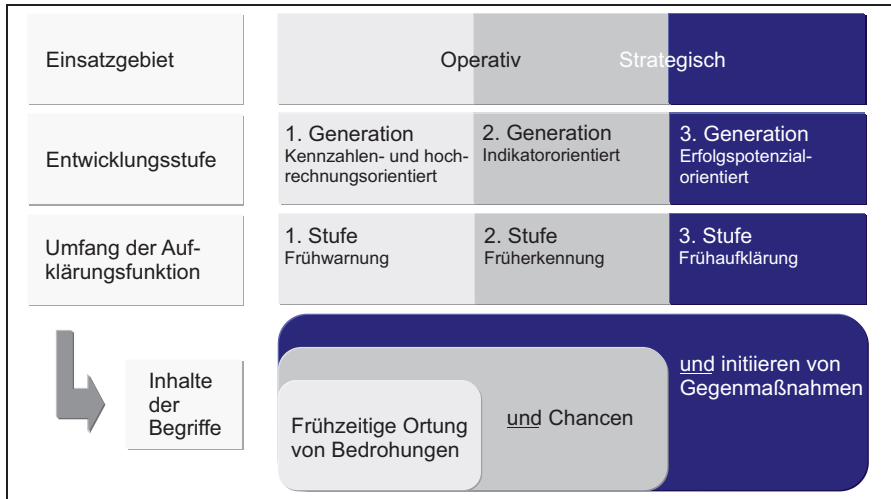 Einsatzgebiet
Operativ
Strategisch
Entwicklungsstufe
1. Generation
Kennzahlen- und hoch-
rechnungsorientiert
2. Generation
Indikatororientiert
3. Generation
Erfolgspotenzial-
orientiert
Umfang der Auf-
klärungsfunktion
1. Stufe
Frühwarnung
2. Stufe
Früherkennung
3. Stufe
Frühaufklärung
Inhalte
der
Begriffe
Frühzeitige Ortung
von Bedrohungen
und Chancen
und initiieren von
Gegenmaßnahmen